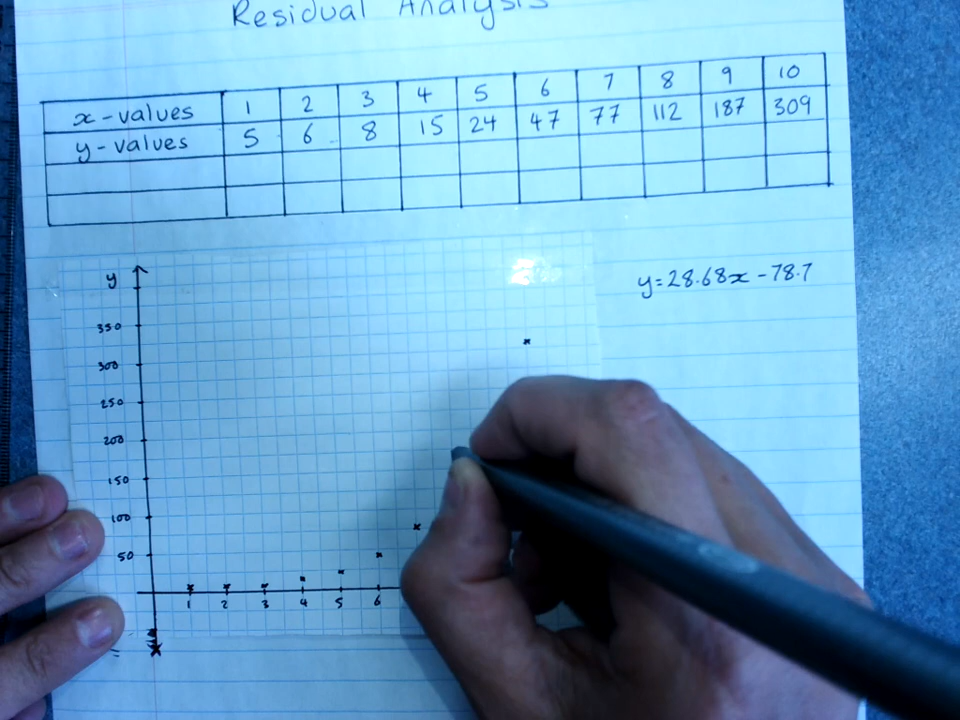 Residual Analysis
x-values 1 2 3 4 5 6 7 8 9 10
y-values 5 6 8 15 24 47 77 112 187 309
y=28.68x-78.7
y
350
300
250
200
150
100
50
1 2 3 4 5 6